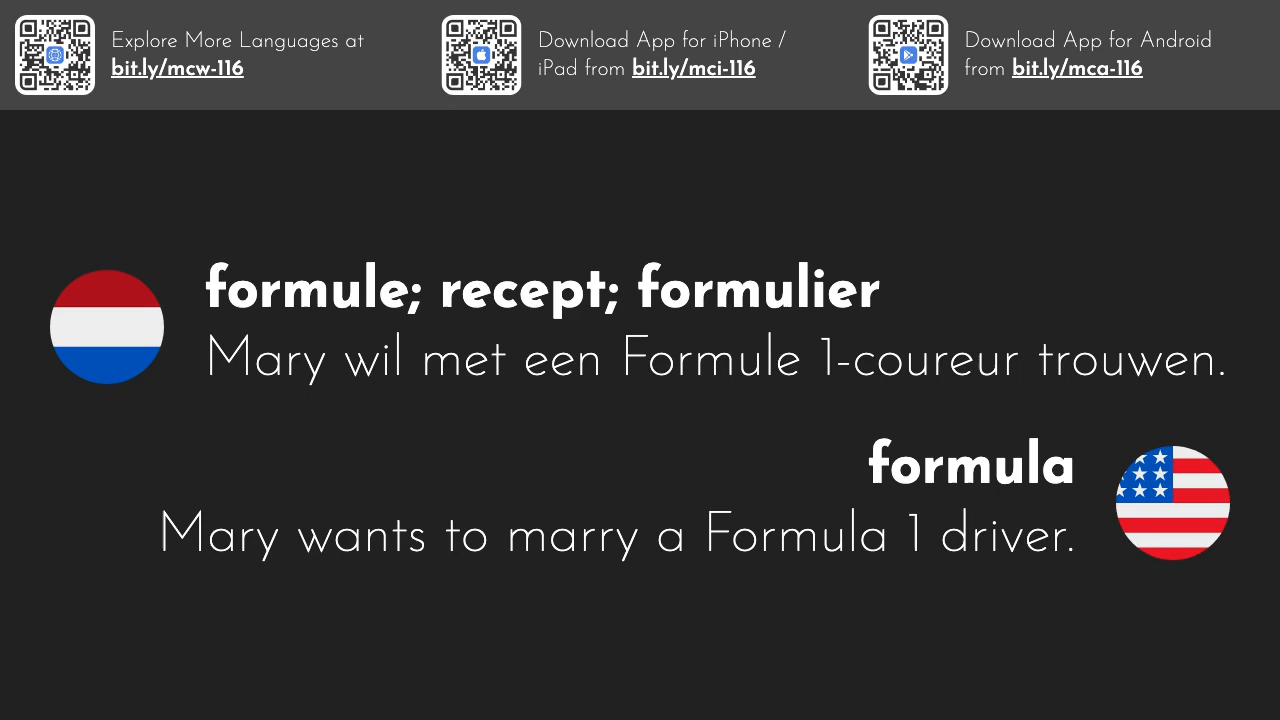 Explore More Languages at
bit.ly/mcw-116
Download App for iPhone /
iPad from bit.ly/mci-116
Download App for Android
from bit.ly/mca-116
formule; recept; formulier
Mary wil met een Formule 1-coureur trouwen.
formula
Mary wants to marry a Formula 1 driver.